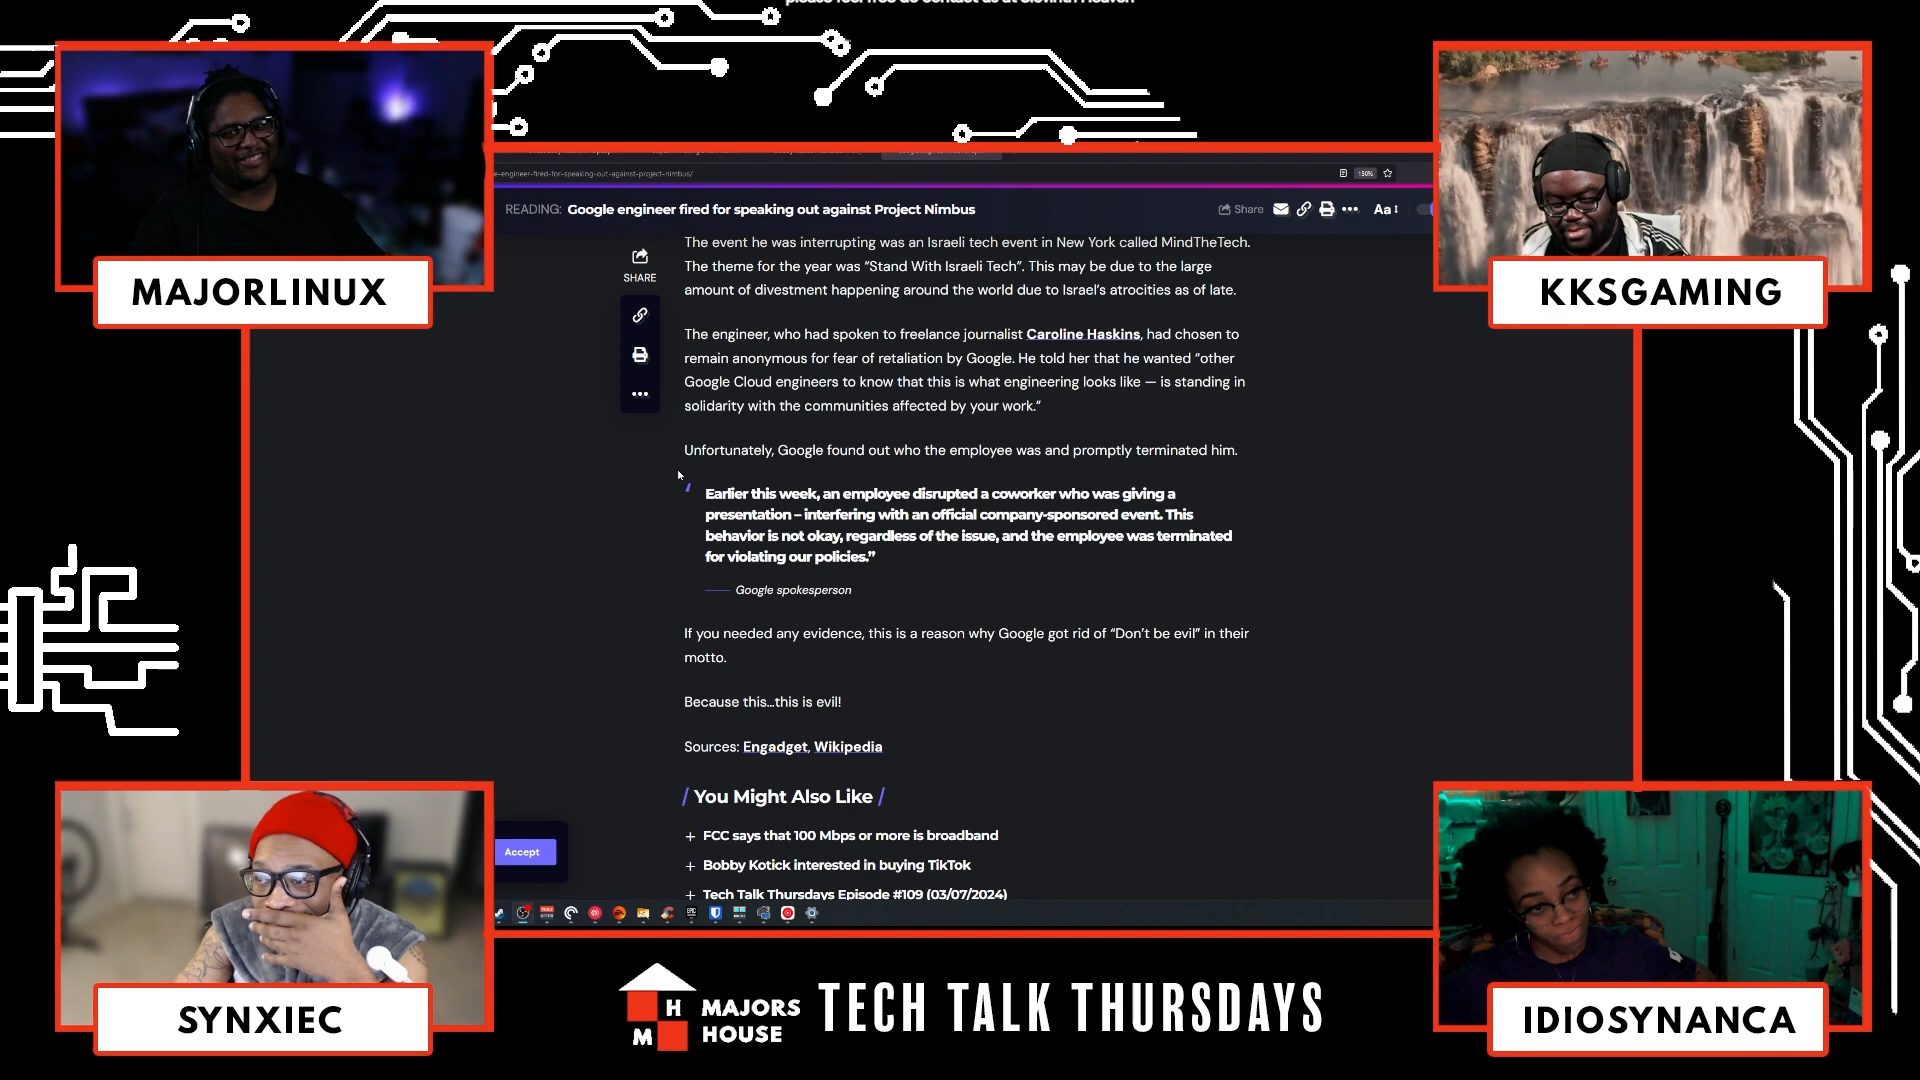 MAJORLINUX
KKSGAMING
e-engineer-fired-for-speaking-out-against-project-nimbus/
150%
READING: Google engineer fired for speaking out against Project Nimbus
Share
Aa
SHARE
The event he was interrupting was an Israeli tech event in New York called MindTheTech.
The theme for the year was “Stand With Israeli Tech”. This may be due to the large
amount of divestment happening around the world due to Israel’s atrocities as of late.
The engineer, who had spoken to freelance journalist Caroline Haskins, had chosen to
remain anonymous for fear of retaliation by Google. He told her that he wanted “other
Google Cloud engineers to know that this is what engineering looks like — is standing in
solidarity with the communities affected by your work.”
Unfortunately, Google found out who the employee was and promptly terminated him.
Earlier this week, an employee disrupted a coworker who was giving a
presentation – interfering with an official company-sponsored event. This
behavior is not okay, regardless of the issue, and the employee was terminated
for violating our policies.”
Google spokesperson
If you needed any evidence, this is a reason why Google got rid of “Don’t be evil” in their
motto.
Because this…this is evil!
Sources: Engadget, Wikipedia
/ You Might Also Like /
+ FCC says that 100 Mbps or more is broadband
+ Bobby Kotick interested in buying TikTok
+ Tech Talk Thursdays Episode #109 (03/07/2024)
Accept
SYNXIEC
IDIOSYNANCA
H
M
MAJORS
HOUSE
TECH TALK THURSDAYS